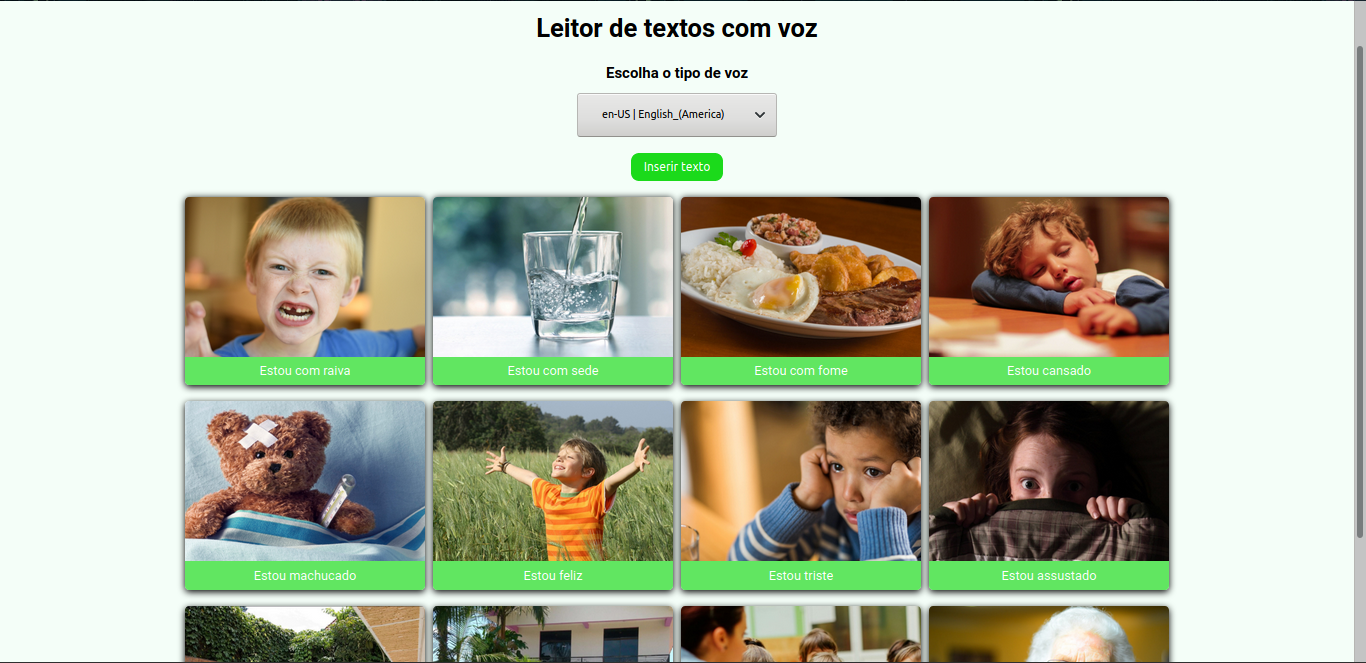 Leitor de textos com voz
Escolha o tipo de voz
en-US | English_(America)
Inserir texto
Estou com raiva
Estou com sede
Estou com fome
Estou cansado
Estou machucado
Estou feliz
Estou triste
Estou assustado